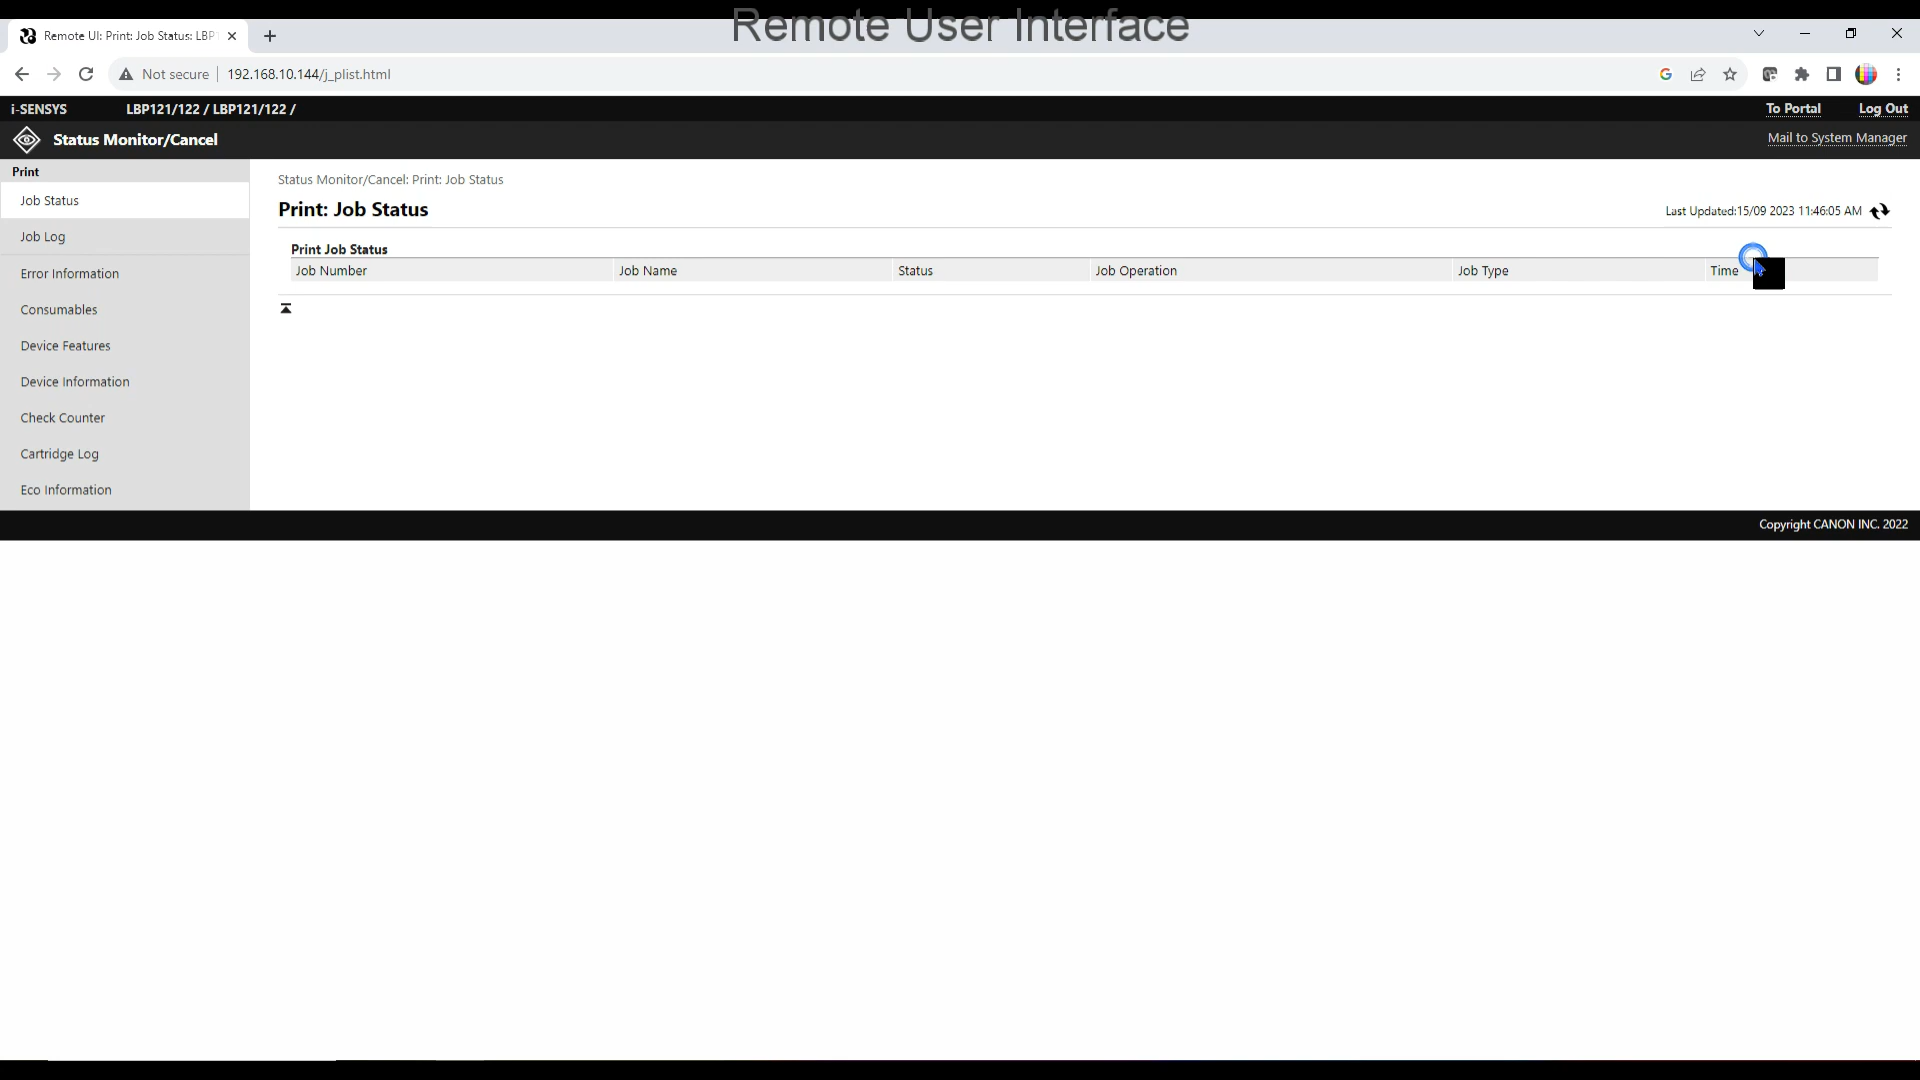 Remote User Interface
Remote UI: Print: Job Status: LBP1
Not secure 192.168.10.144/j_plist.html
i-SENSYS LBP121/122 / LBP121/122 / To Portal Log Out
Status Monitor/Cancel Mail to System Manager
Print
Job Status
Job Log
Error Information
Consumables
Device Features
Device Information
Check Counter
Cartridge Log
Eco Information
Status Monitor/Cancel: Print: Job Status
Print: Job Status
Last Updated:15/09 2023 11:46:05 AM
Print Job Status
Job Number Job Name Status Job Operation Job Type Time
Copyright CANON INC. 2022